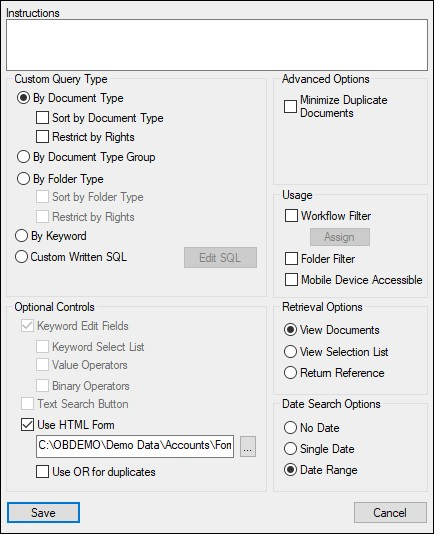 Instructions
Custom Query Type
By Document Type
Sort by Document Type
Restrict by Rights
By Document Type Group
By Folder Type
Sort by Folder Type
Restrict by Rights
By Keyword
Custom Written SQL
Edit SQL
Advanced Options
Minimize Duplicate
Documents
Usage
Workflow Filter
Assign
Folder Filter
Mobile Device Accessible
Optional Controls
Keyword Edit Fields
Keyword Select List
Value Operators
Binary Operators
Text Search Button
Use HTML Form
C:\OBDEMO\Demo Data\Accounts\For
...
Use OR for duplicates
Retrieval Options
View Documents
View Selection List
Return Reference
Date Search Options
No Date
Single Date
Date Range
Save
Cancel